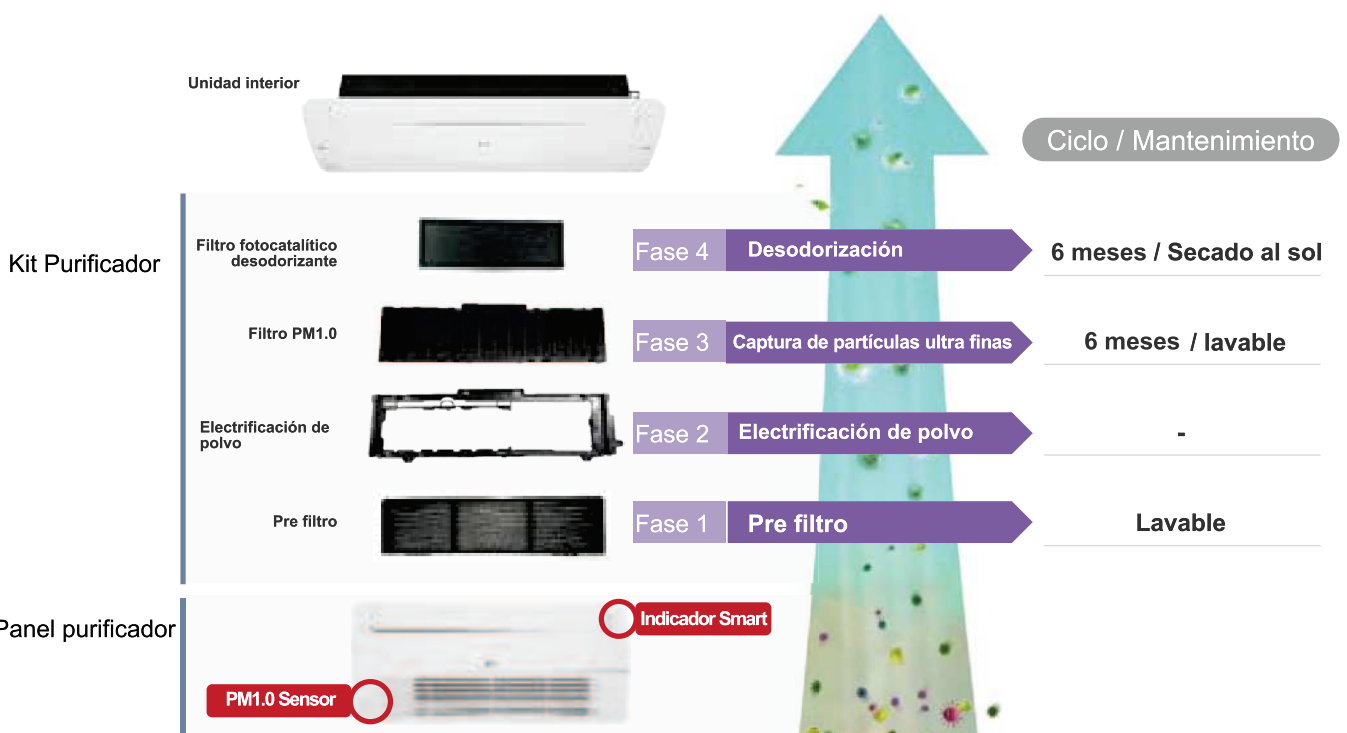 Unidad interior
Ciclo / Mantenimiento
Kit Purificador
Filtro fotocatalítico
desodorizante
Fase 4
Desodorización
6 meses / Secado al sol
Filtro PM1.0
Fase 3
Captura de partículas ultra finas
6 meses / lavable
Electrificación de
polvo
Fase 2
Electrificación de polvo
-
Pre filtro
Fase 1
Pre filtro
Lavable
Panel purificador
Indicador Smart
PM1.0 Sensor